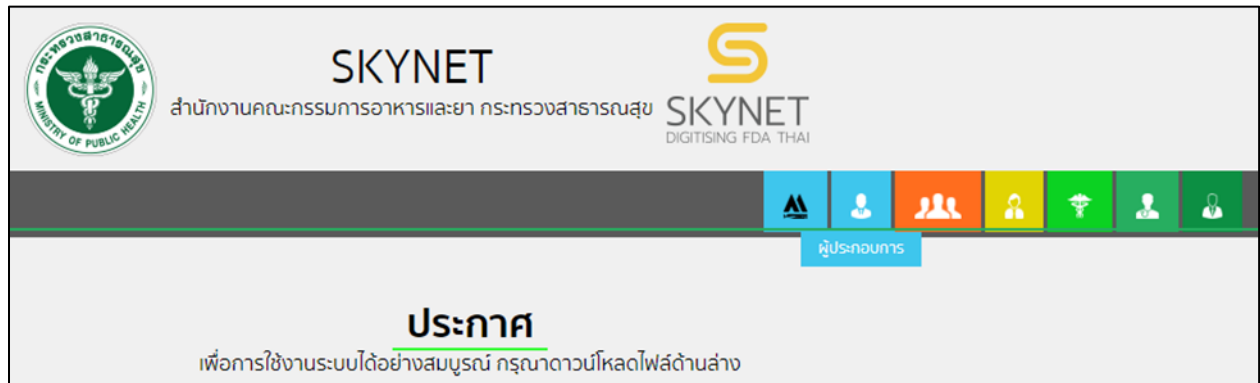 กระทรวงสาธารณสุข
MINISTRY OF PUBLIC HEALTH
SKYNET
สำนักงานคณะกรรมการอาหารและยา กระทรวงสาธารณสุข
SKYNET
DIGITISING FDA THAI
ผู้ประกอบการ
ประกาศ
เพื่อการใช้งานระบบได้อย่างสมบูรณ์ กรุณาดาวน์โหลดไฟล์ด้านล่าง